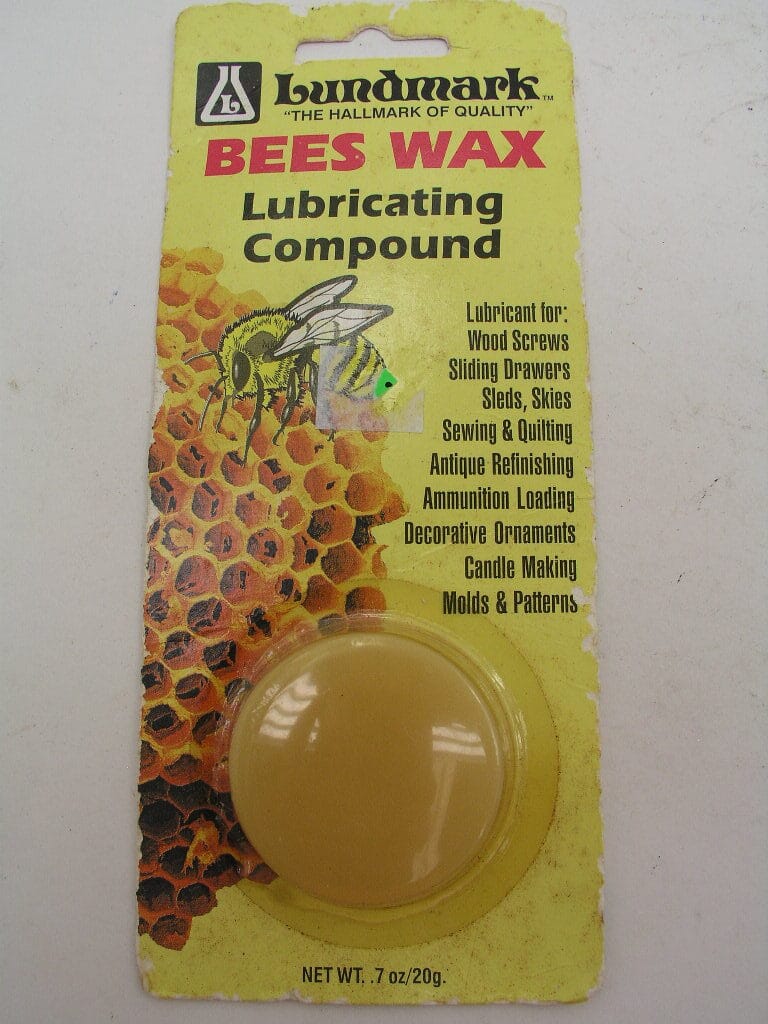 L
Lundmark™
"THE HALLMARK OF QUALITY"
BEES WAX
Lubricating
Compound
Lubricant for:
Wood Screws
Sliding Drawers
Sleds, Skies
Sewing & Quilting
Antique Refinishing
Ammunition Loading
Decorative Ornaments
Candle Making
Molds & Patterns
NET WT. .7 oz/20g.